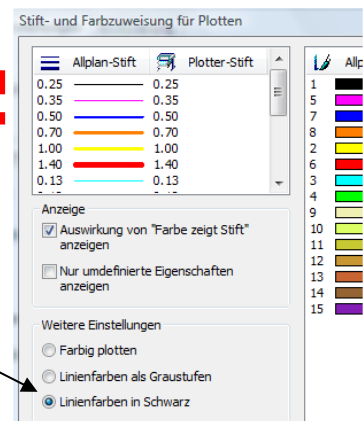 Stift- und Farbzuweisung für Plotten
Allplan-Stift Plotter-Stift
0.25 0.25
0.35 0.35
0.50 0.50
0.70 0.70
1.00 1.00
1.40 1.40
0.13 0.13
Anzeige
Auswirkung von "Farbe zeigt Stift"
anzeigen
Nur umdefinierte Eigenschaften
anzeigen
Weitere Einstellungen
Farbig plotten
Linienfarben als Graustufen
Linienfarben in Schwarz
Allp
1
5
7
8
2
6
3
4
9
10
11
12
13
14
15